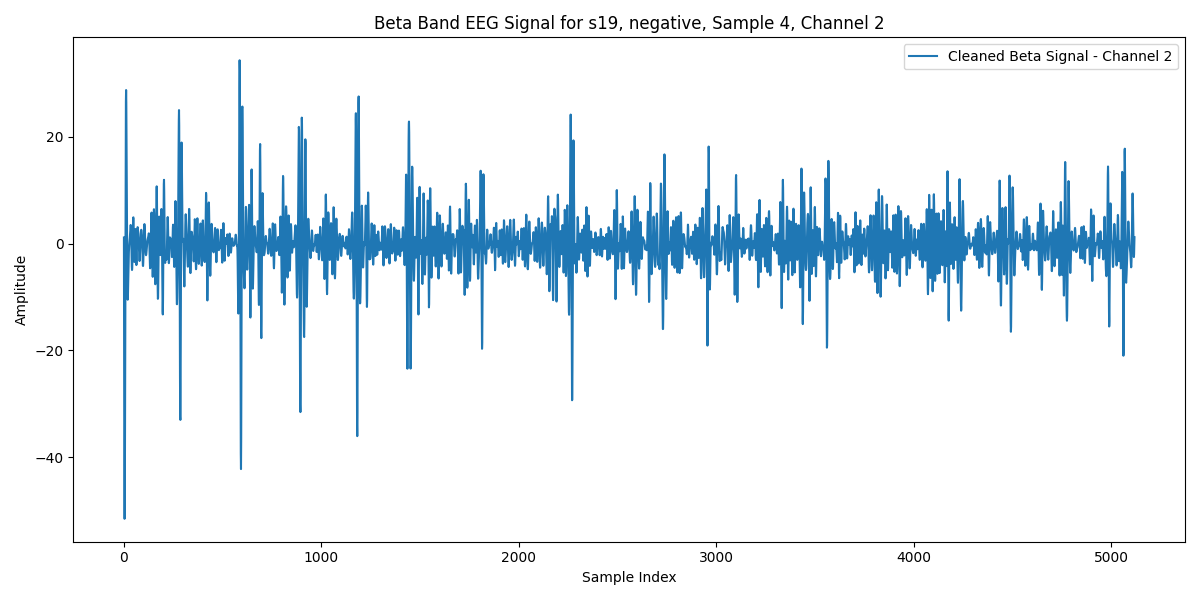 Beta Band EEG Signal for s19, negative, Sample 4, Channel 2
Cleaned Beta Signal - Channel 2
Amplitude
20
0
−20
−40
0 1000 2000 3000 4000 5000
Sample Index